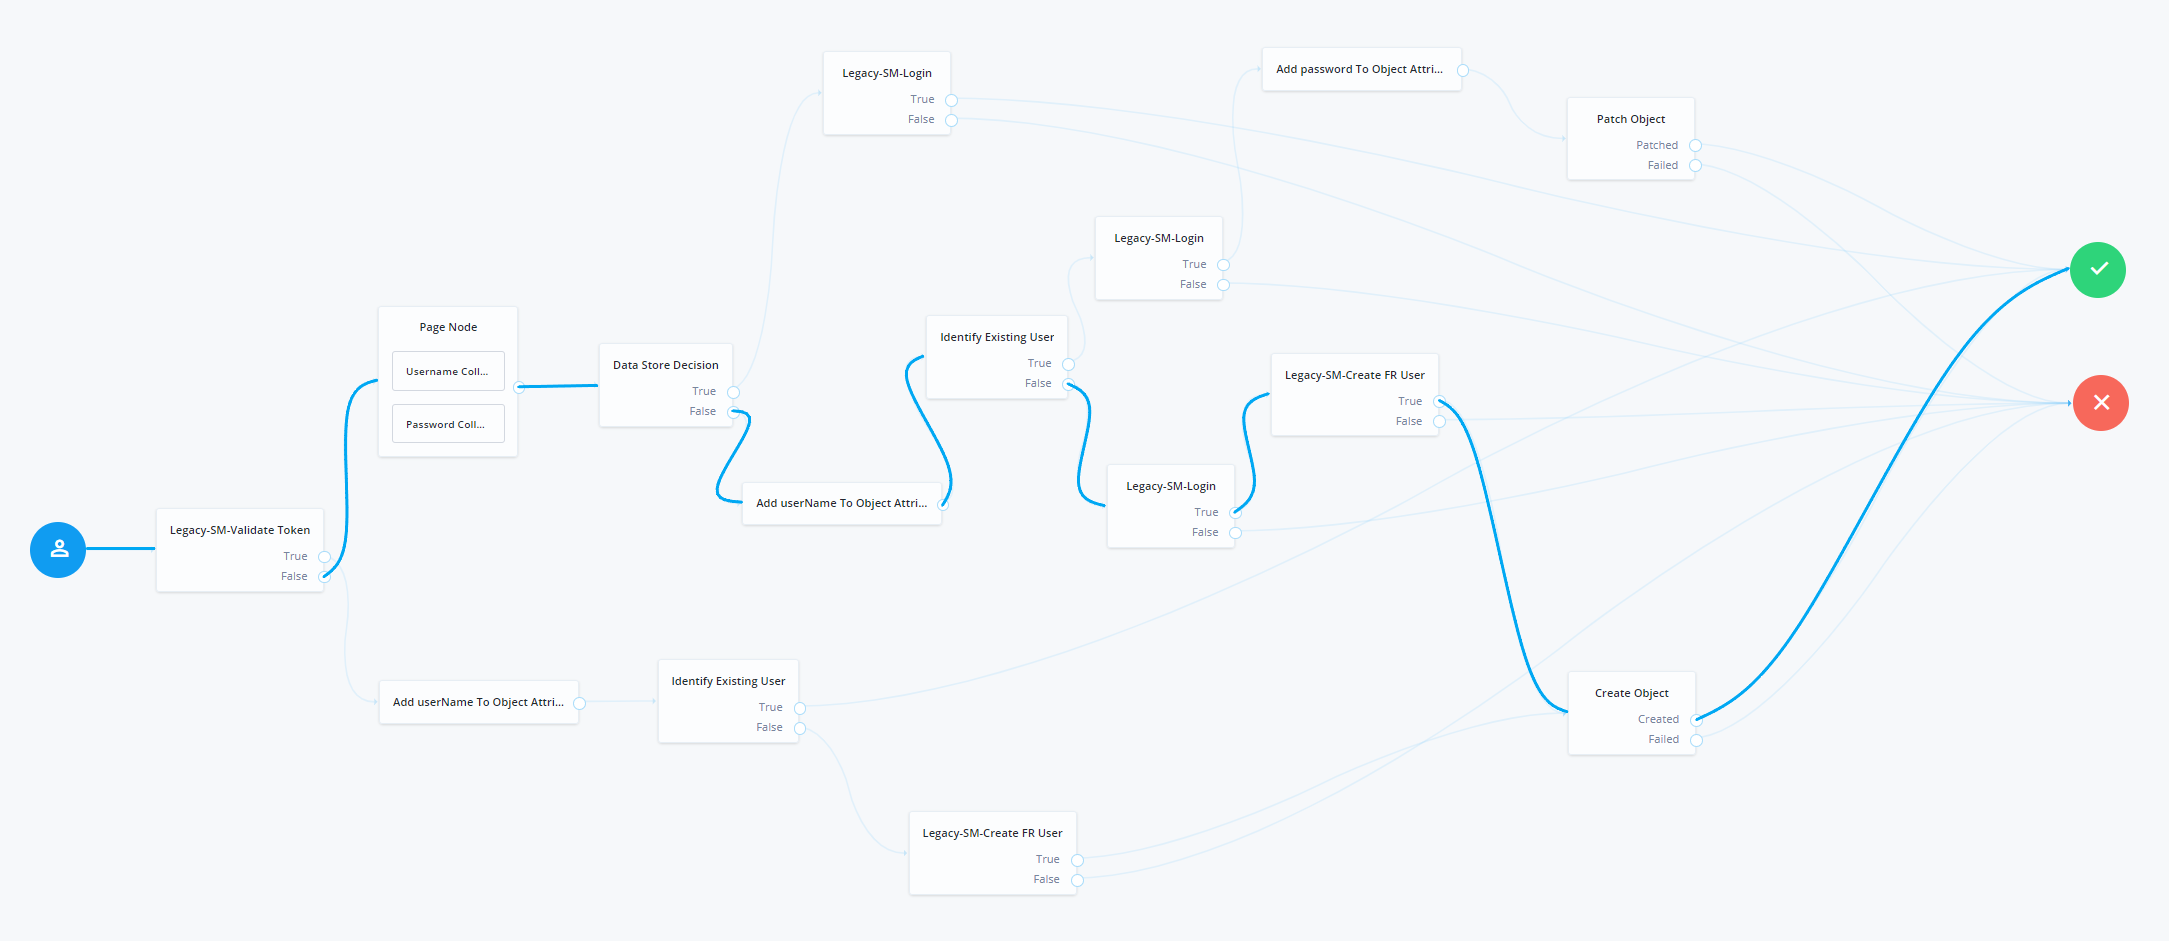 Legacy-SM-Login
True
False
Add password To Object Attri...
Patch Object
Patched
Failed
Legacy-SM-Login
True
False
Page Node
Username Coll...
Password Coll...
Data Store Decision
True
False
Identify Existing User
True
False
Legacy-SM-Create FR User
True
False
Add userName To Object Attri...
Legacy-SM-Login
True
False
Legacy-SM-Validate Token
True
False
Add userName To Object Attri...
Identify Existing User
True
False
Create Object
Created
Failed
Legacy-SM-Create FR User
True
False